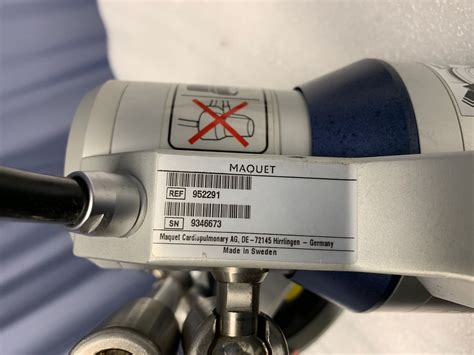 MAQUET
REF 952291
SN 9346673
Maquet Cardiopulmonary AG, DE-72145 Hirrlingen - Germany
Made in Sweden